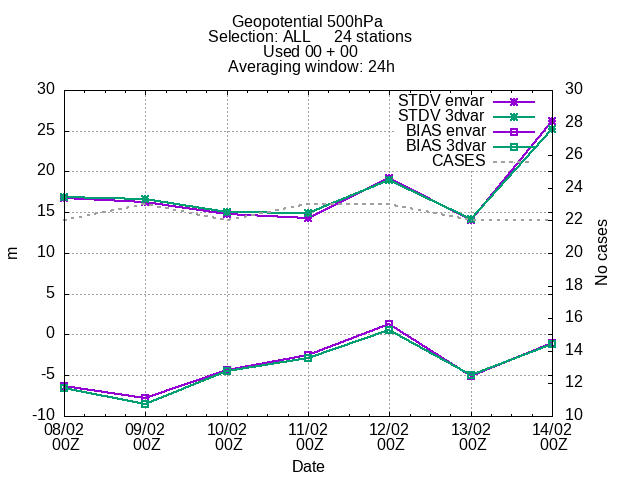 Geopotential 500hPa
Selection: ALL 24 stations
Used 00 + 00
Averaging window: 24h
STDV envar
STDV 3dvar
BIAS envar
BIAS 3dvar
CASES
30
25
20
15
10
5
0
-5
-10
m
30
28
26
24
22
20
18
16
14
12
10
No cases
08/02 09/02 10/02 11/02 12/02 13/02 14/02
00Z 00Z 00Z 00Z 00Z 00Z 00Z
Date